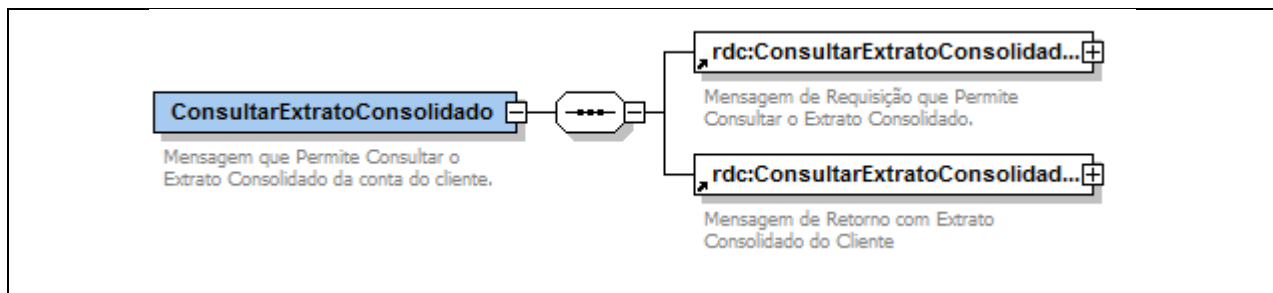 rdc:ConsultarExtratoConsolidad...
Mensagem de Requisição que Permite
Consultar o Extrato Consolidado.
ConsultarExtratoConsolidado
Mensagem que Permite Consultar o
Extrato Consolidado da conta do cliente.
rdc:ConsultarExtratoConsolidad...
Mensagem de Retorno com Extrato
Consolidado do Cliente